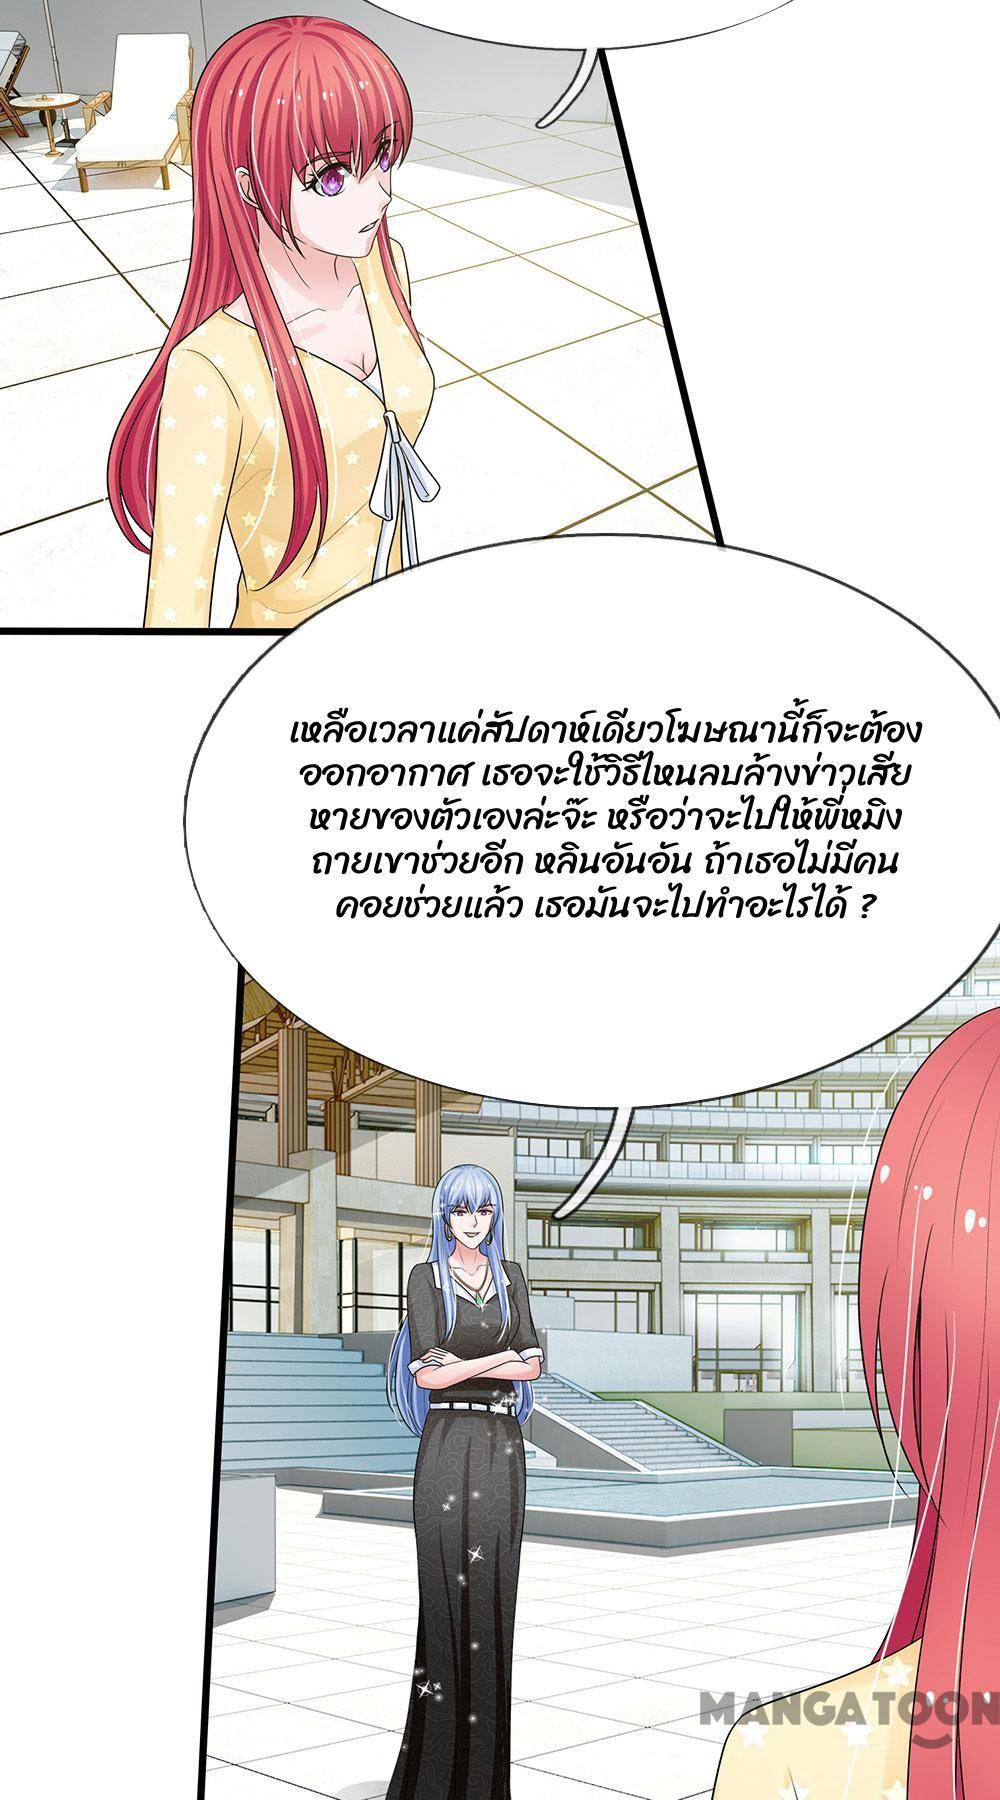 เหลือเวลาแค่สัปดาห์เดียวโฆษณานี้ก็จะต้อง
ออกอากาศ เธอจะใช้วิธีไหนลบล้างข่าวเสีย
หายของตัวเองล่ะจ๊ะ หรือว่าจะไปให้พี่หมิง
ถายเขาช่วยอีก หลินอันอัน ถ้าเธอไม่มีคน
คอยช่วยแล้ว เธอมันจะไปทำอะไรได้ ?
MANGATOON